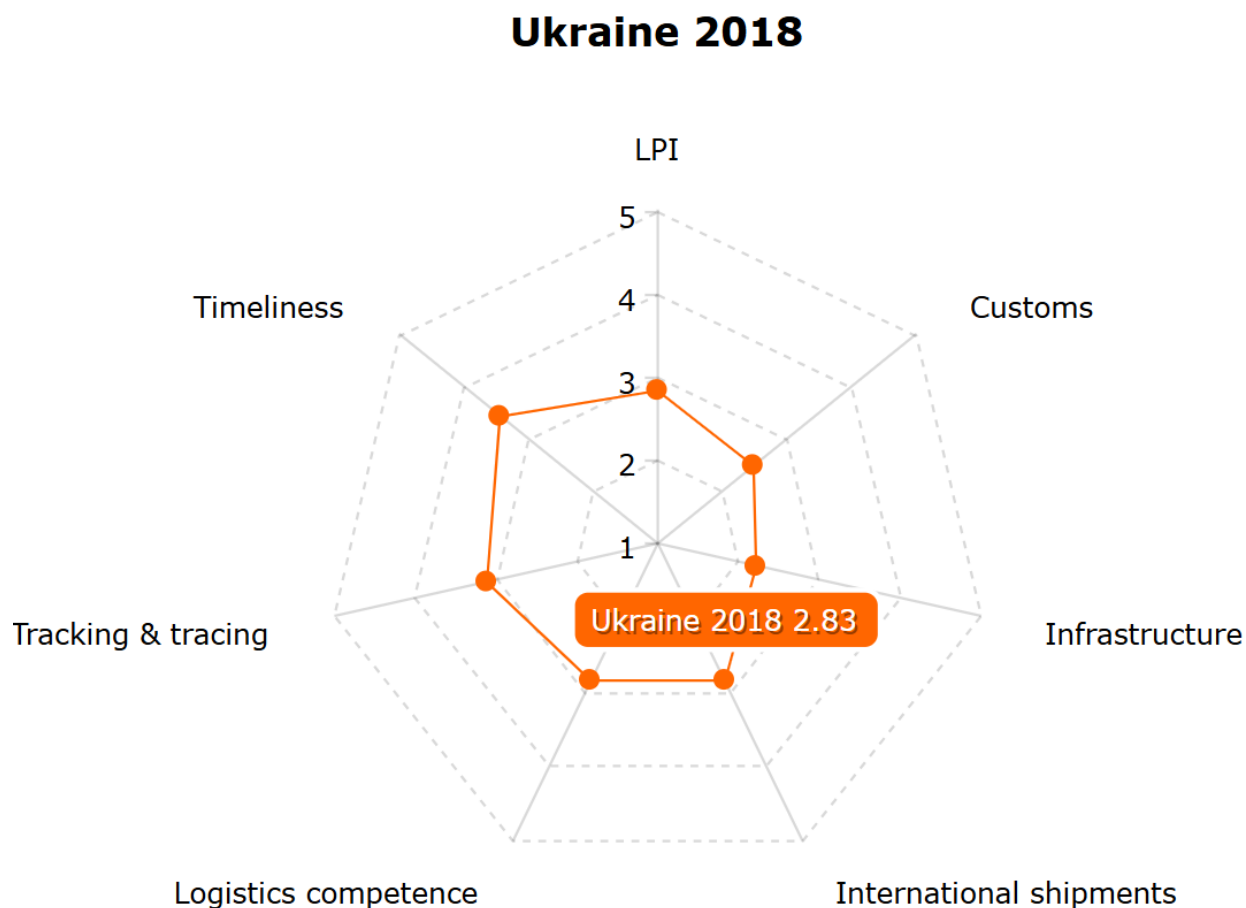 Ukraine 2018
LPI
5
Timeliness
Customs
4
3
2
1
Ukraine 2018 2.83
Tracking & tracing
Infrastructure
Logistics competence
International shipments